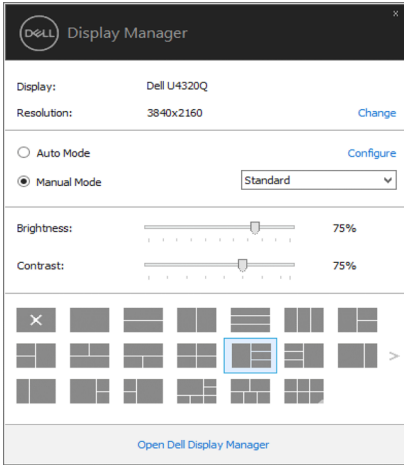 DELL Display Manager
Display: Dell U4320Q
Resolution: 3840x2160 Change
Auto Mode Configure
Manual Mode Standard
Brightness: 75%
Contrast: 75%
Open Dell Display Manager